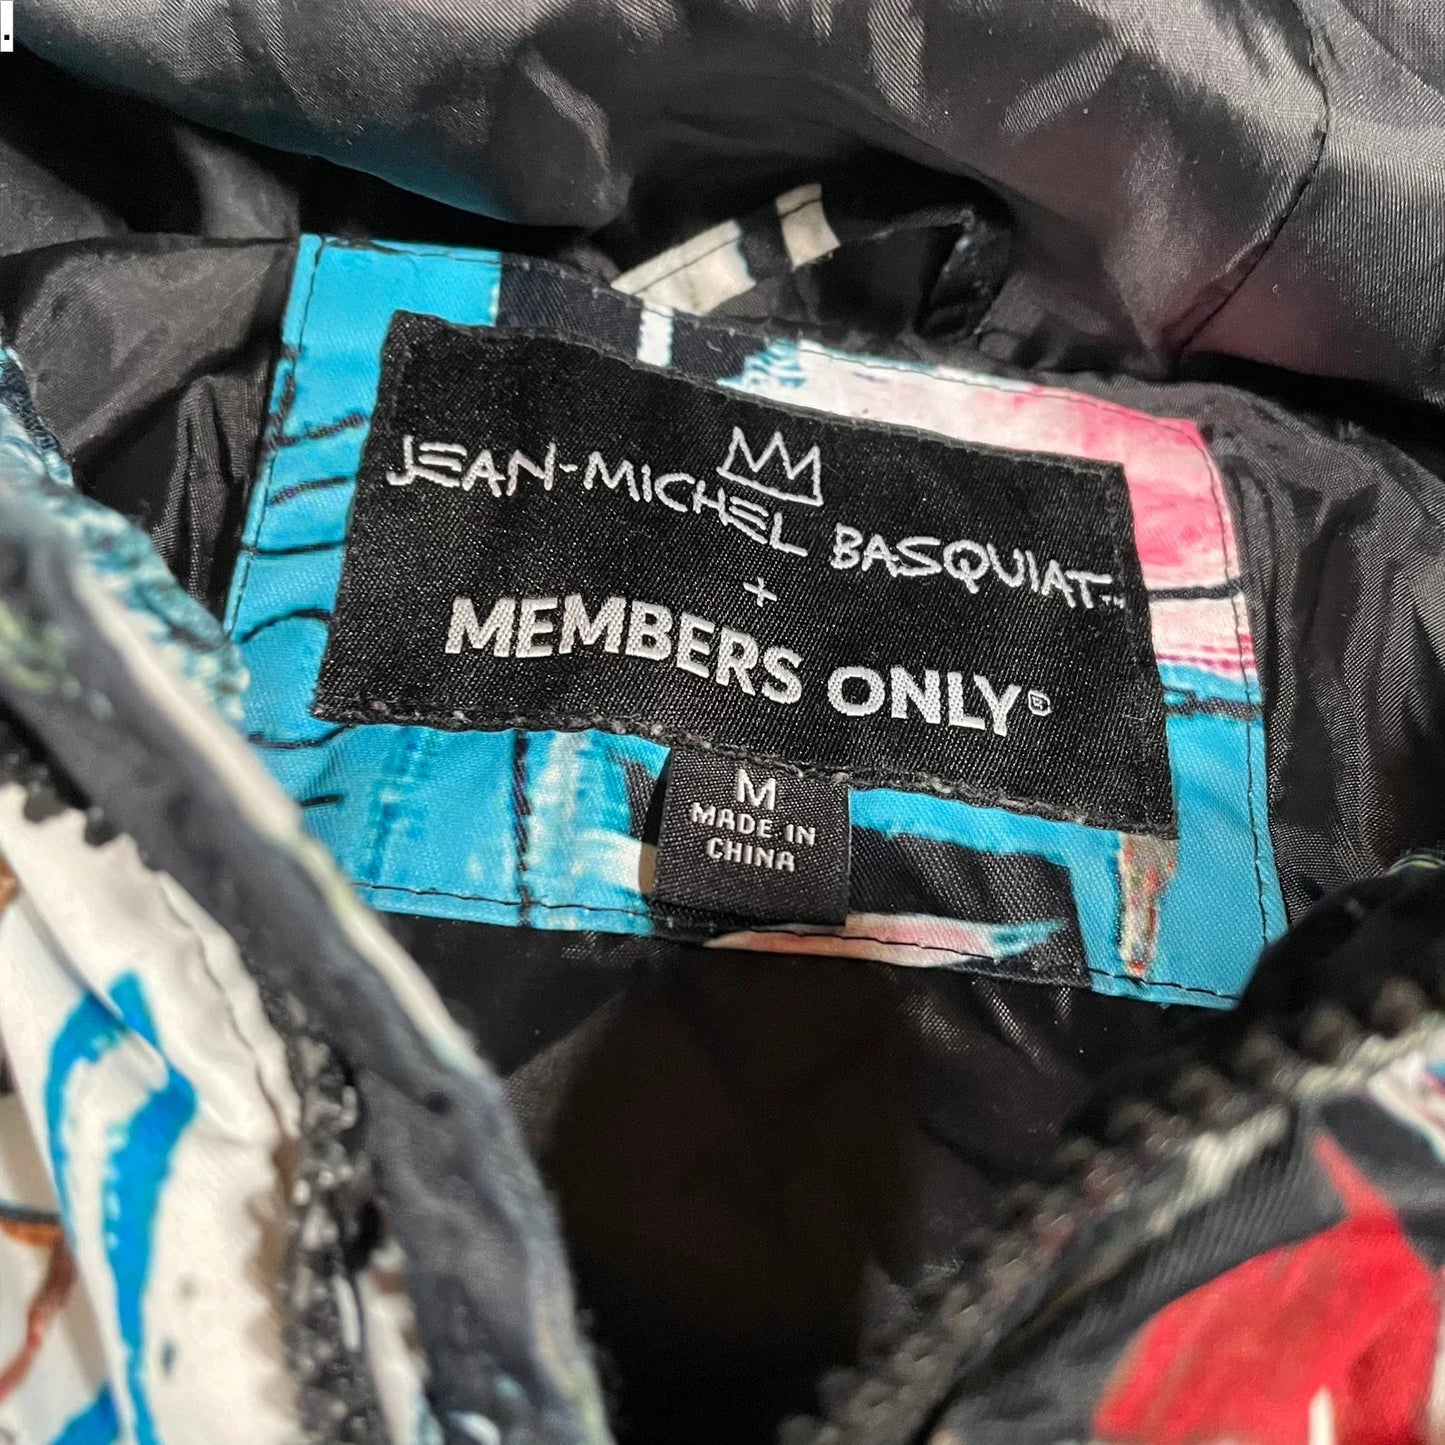 .
JEAN-MICHEL BASQUIAT™
+
MEMBERS ONLY®
M
MADE IN
CHINA